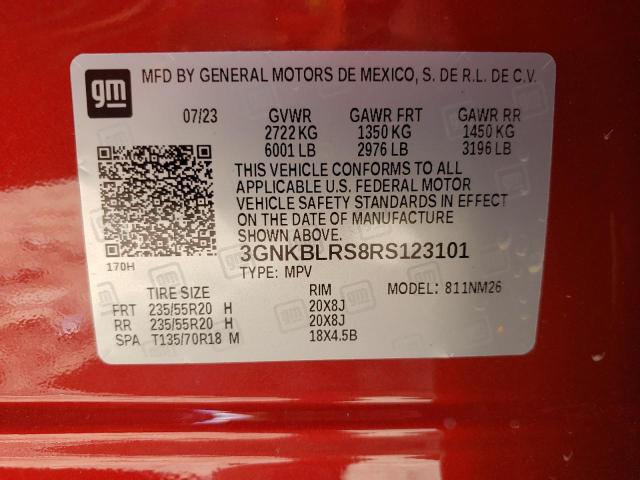 gm
MFD BY GENERAL MOTORS DE MEXICO, S. DE R.L. DE C.V.
07/23 GVWR GAWR FRT GAWR RR
2722 KG 1350 KG 1450 KG
6001 LB 2976 LB 3196 LB
THIS VEHICLE CONFORMS TO ALL
APPLICABLE U.S. FEDERAL MOTOR
VEHICLE SAFETY STANDARDS IN EFFECT
ON THE DATE OF MANUFACTURE
SHOWN ABOVE
3GNKBLRS8RS123101
170H
TYPE: MPV MODEL: 811NM26
TIRE SIZE RIM
FRT 235/55R20 H 20X8J
RR 235/55R20 H 20X8J
SPA T135/70R18 M 18X4.5B